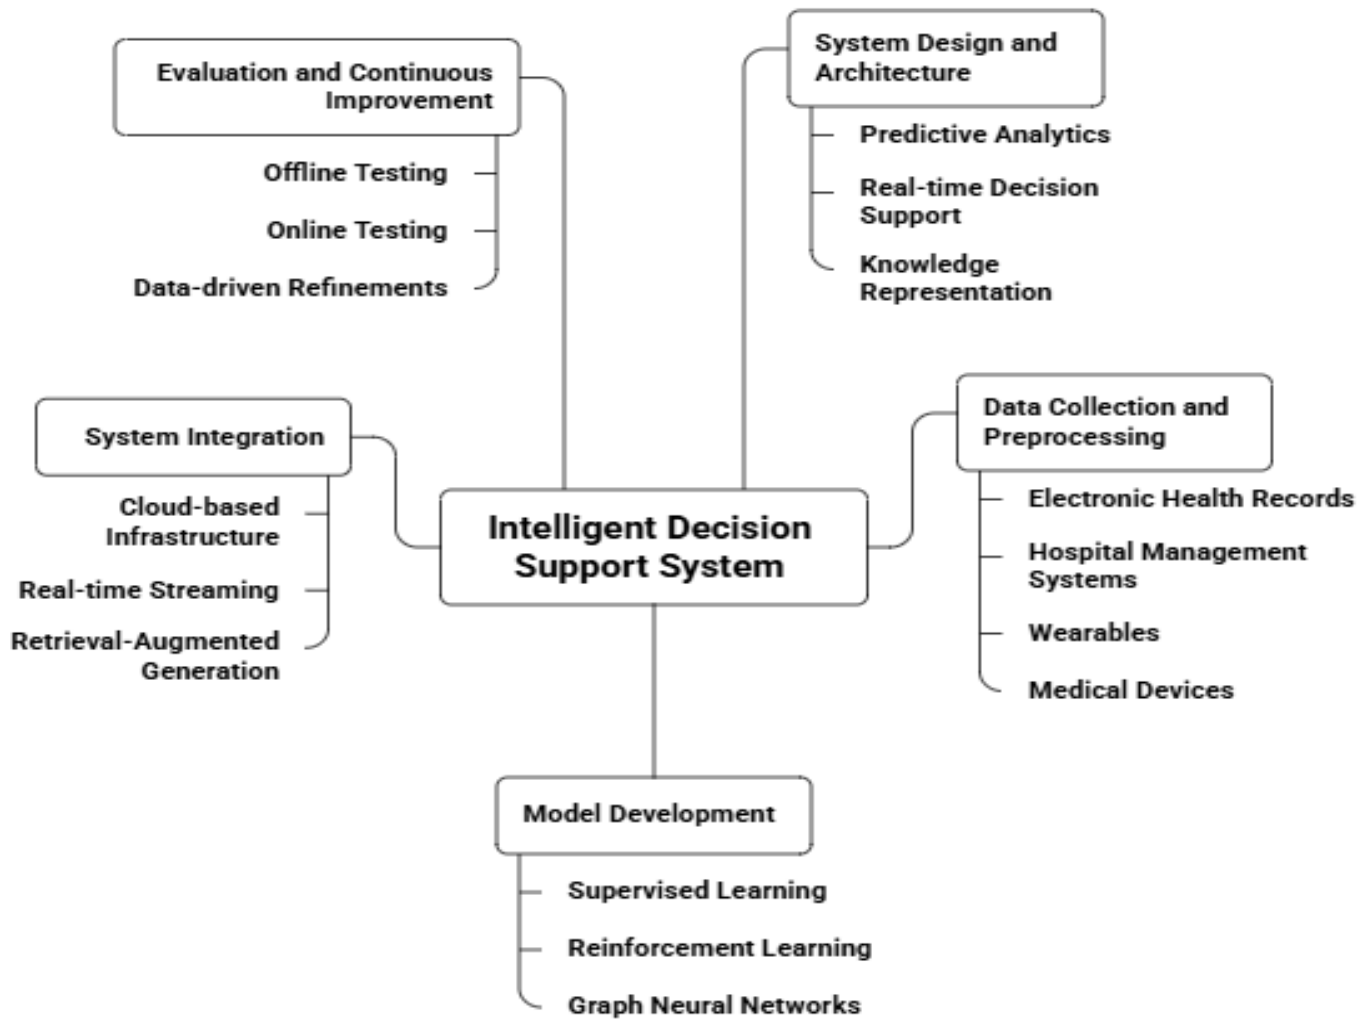 Evaluation and Continuous
Improvement
Offline Testing
Online Testing
Data-driven Refinements
System Design and
Architecture
Predictive Analytics
Real-time Decision
Support
Knowledge
Representation
System Integration
Cloud-based
Infrastructure
Real-time Streaming
Retrieval-Augmented
Generation
Intelligent Decision
Support System
Data Collection and
Preprocessing
Electronic Health Records
Hospital Management
Systems
Wearables
Medical Devices
Model Development
Supervised Learning
Reinforcement Learning
Graph Neural Networks